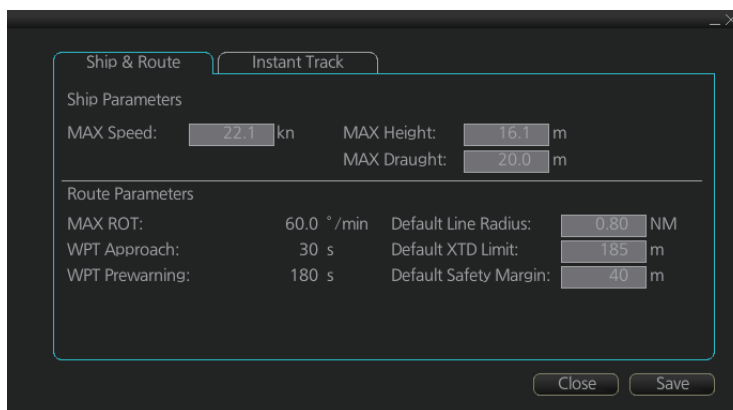 Ship & Route Instant Track
Ship Parameters
MAX Speed: 22.1 kn MAX Height: 16.1 m
MAX Draught: 20.0 m
Route Parameters
MAX ROT: 60.0 °/min Default Line Radius: 0.80 NM
WPT Approach: 30 s Default XTD Limit: 185 m
WPT Prewarning: 180 s Default Safety Margin: 40 m
Close Save